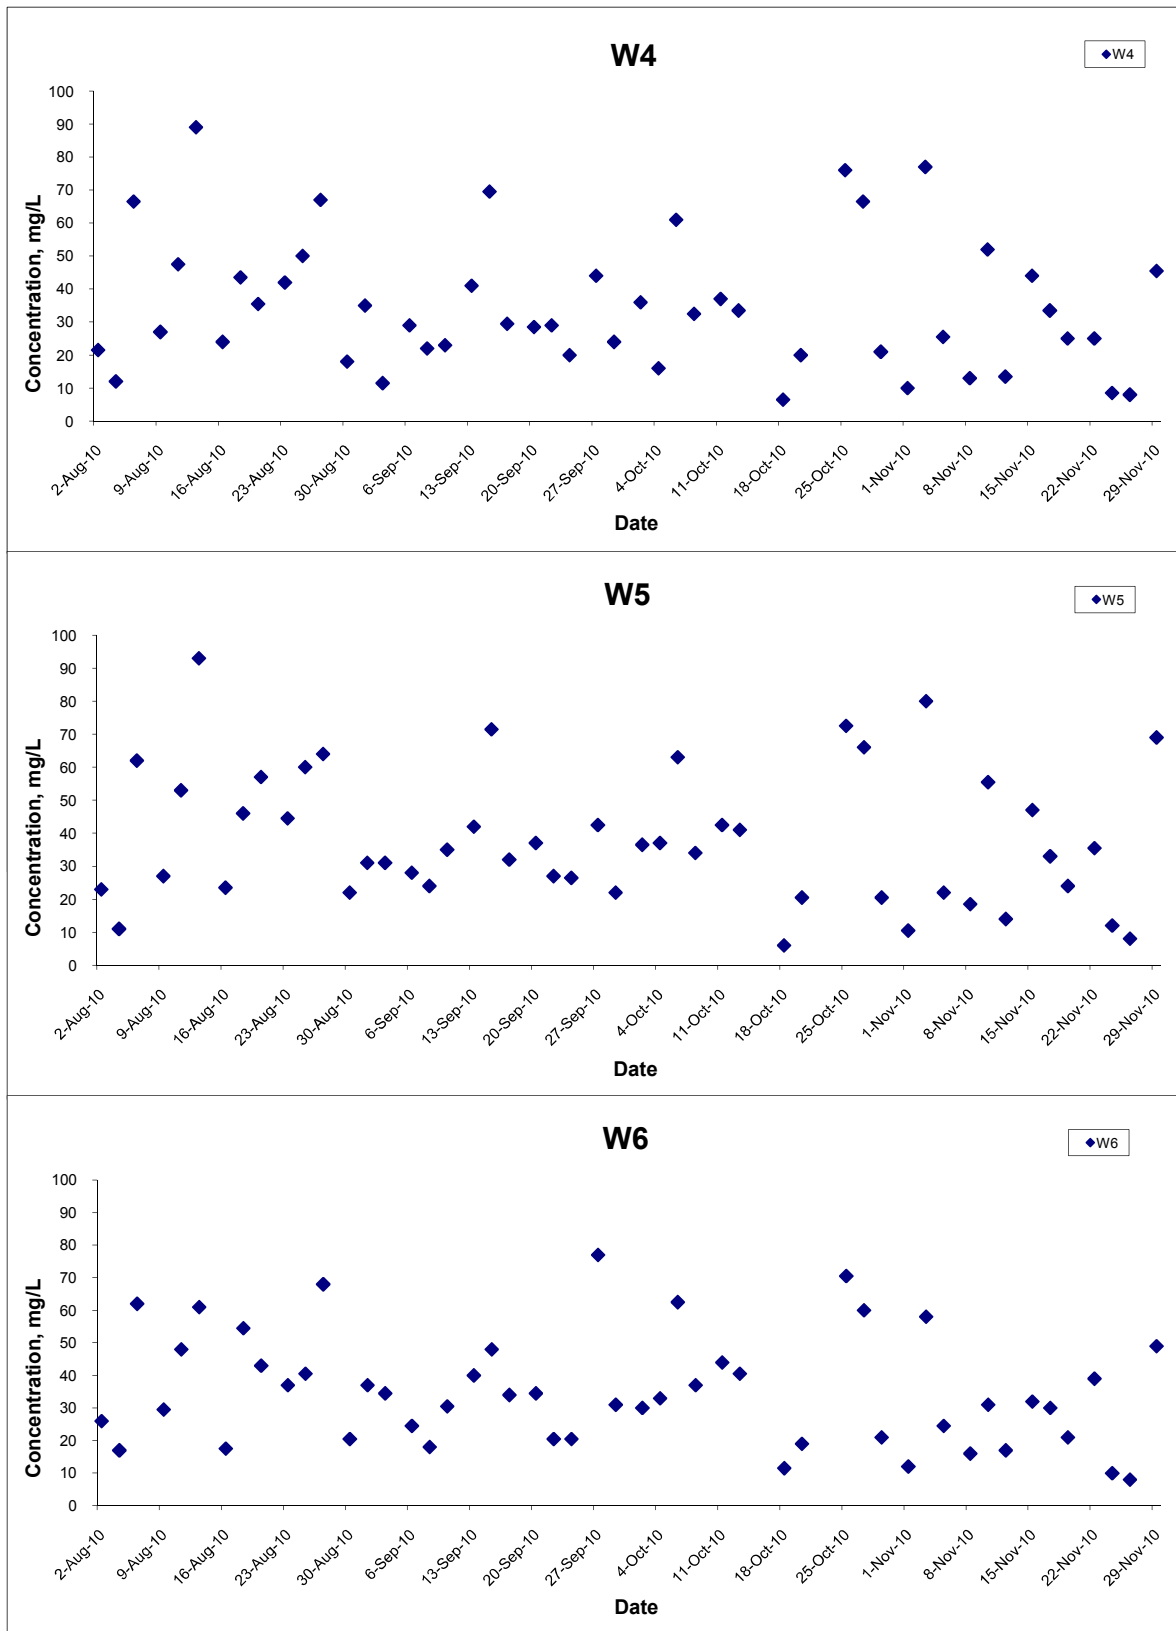 W4
W4
100
90
80
70
60
50
40
30
20
10
0
Concentration, mg/L
2-Aug-10
9-Aug-10
16-Aug-10
23-Aug-10
30-Aug-10
6-Sep-10
13-Sep-10
20-Sep-10
27-Sep-10
4-Oct-10
11-Oct-10
18-Oct-10
25-Oct-10
1-Nov-10
8-Nov-10
15-Nov-10
22-Nov-10
29-Nov-10
Date
W5
W5
100
90
80
70
60
50
40
30
20
10
0
Concentration, mg/L
2-Aug-10
9-Aug-10
16-Aug-10
23-Aug-10
30-Aug-10
6-Sep-10
13-Sep-10
20-Sep-10
27-Sep-10
4-Oct-10
11-Oct-10
18-Oct-10
25-Oct-10
1-Nov-10
8-Nov-10
15-Nov-10
22-Nov-10
29-Nov-10
Date
W6
W6
100
90
80
70
60
50
40
30
20
10
0
Concentration, mg/L
2-Aug-10
9-Aug-10
16-Aug-10
23-Aug-10
30-Aug-10
6-Sep-10
13-Sep-10
20-Sep-10
27-Sep-10
4-Oct-10
11-Oct-10
18-Oct-10
25-Oct-10
1-Nov-10
8-Nov-10
15-Nov-10
22-Nov-10
29-Nov-10
Date